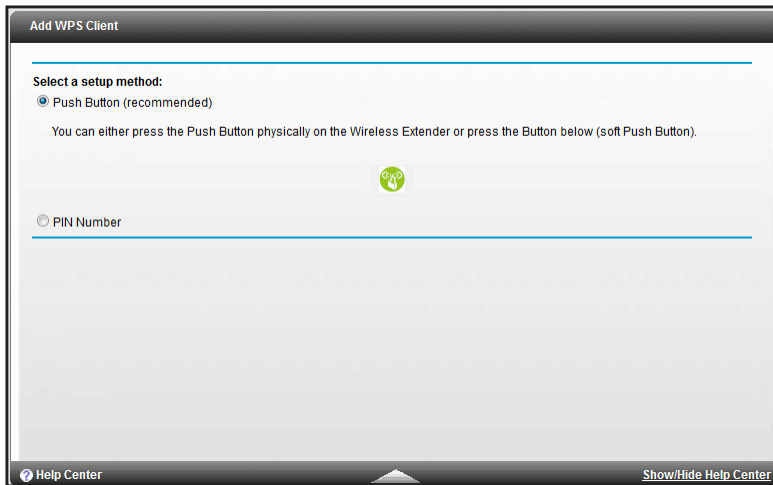 Add WPS Client
Select a setup method:
Push Button (recommended)
You can either press the Push Button physically on the Wireless Extender or press the Button below (soft Push Button).
PIN Number
Help Center
Show/Hide Help Center